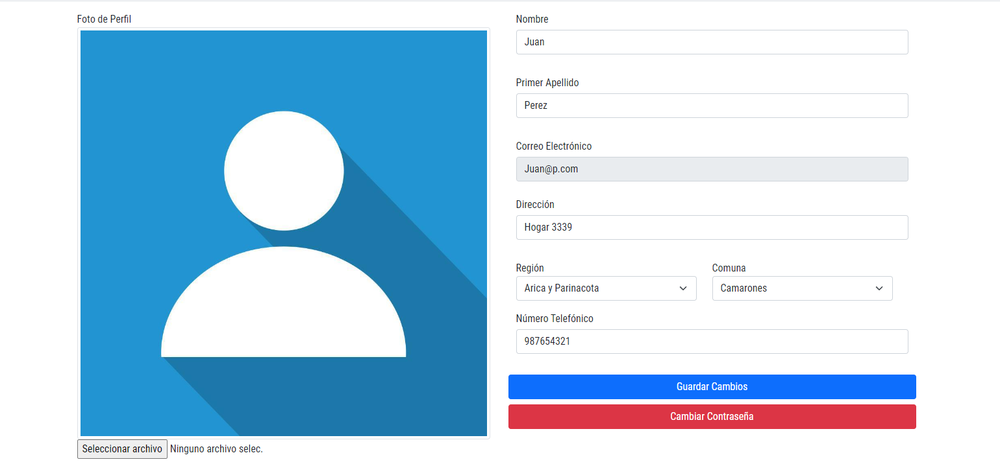 Foto de Perfil
Seleccionar archivo Ninguno archivo selec.
Nombre
Juan
Primer Apellido
Perez
Correo Electrónico
Juan@p.com
Dirección
Hogar 3339
Región
Arica y Parinacota
Comuna
Camarones
Número Telefónico
987654321
Guardar Cambios
Cambiar Contraseña